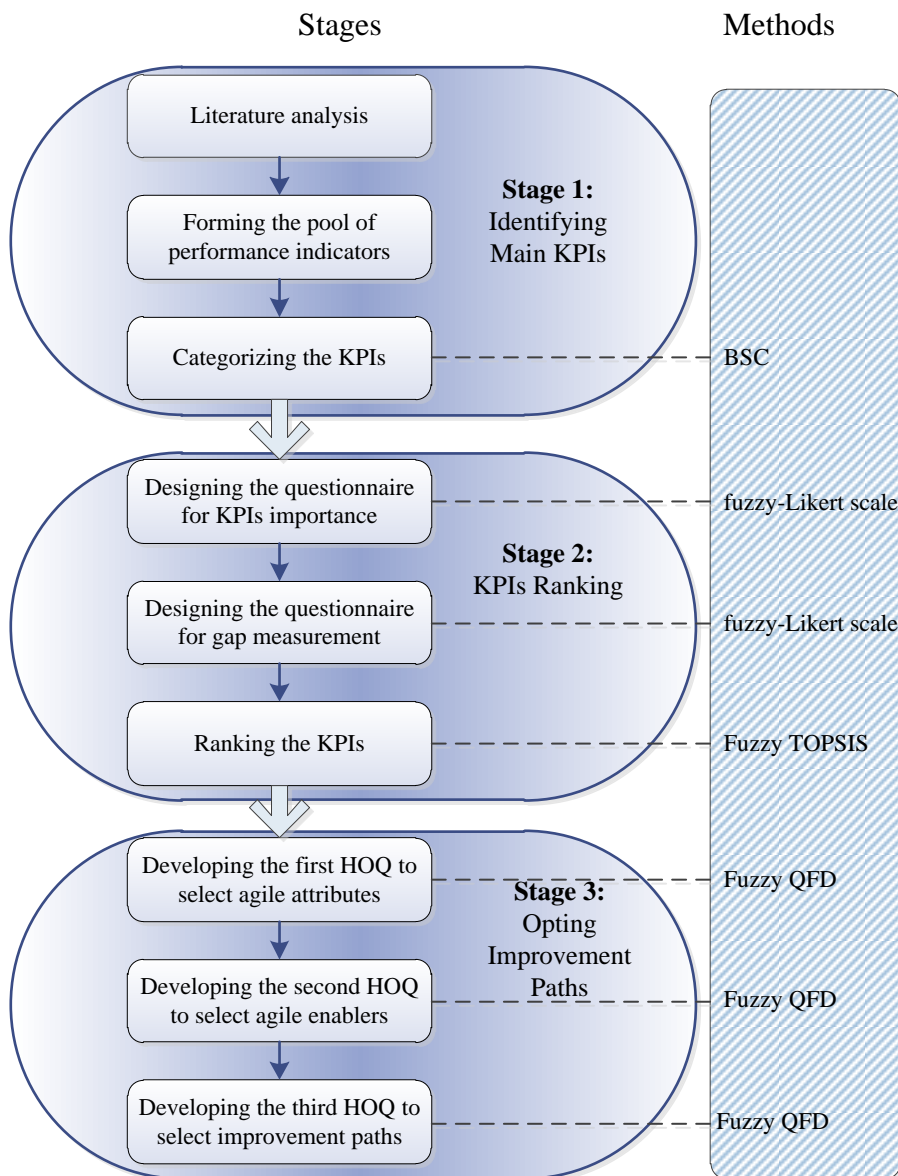 Stages
Methods
Literature analysis
Stage 1:
Identifying
Main KPIs
Forming the pool of
performance indicators
Categorizing the KPIs
BSC
Designing the questionnaire
for KPIs importance
fuzzy-Likert scale
Stage 2:
KPIs Ranking
Designing the questionnaire
for gap measurement
fuzzy-Likert scale
Ranking the KPIs
Fuzzy TOPSIS
Developing the first HOQ to
select agile attributes
Fuzzy QFD
Stage 3:
Opting
Improvement
Paths
Developing the second HOQ
to select agile enablers
Fuzzy QFD
Developing the third HOQ to
select improvement paths
Fuzzy QFD